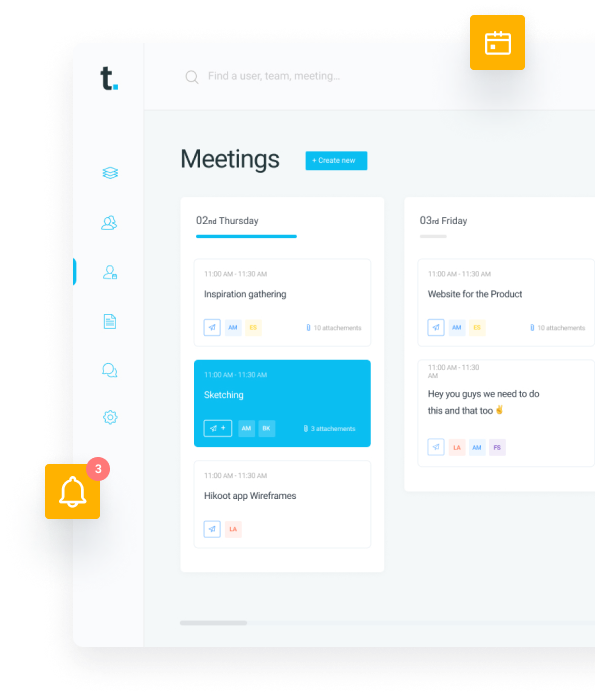 t.
Find a user, team, meeting...
Meetings
+ Create new
02nd Thursday
11:00 AM - 11:30 AM
Inspiration gathering
AM
10 attachements
11:00 AM - 11:30 AM
Sketching
+ AM BK
3 attachements
11:00 AM - 11:30 AM
Hikoot app Wireframes
LA
03rd Friday
11:00 AM - 11:30 AM
Website for the Product
AM
10 attachements
11:00 AM - 11:30
AM
Hey you guys we need to do
this and that too ✌
LA AM PS
3